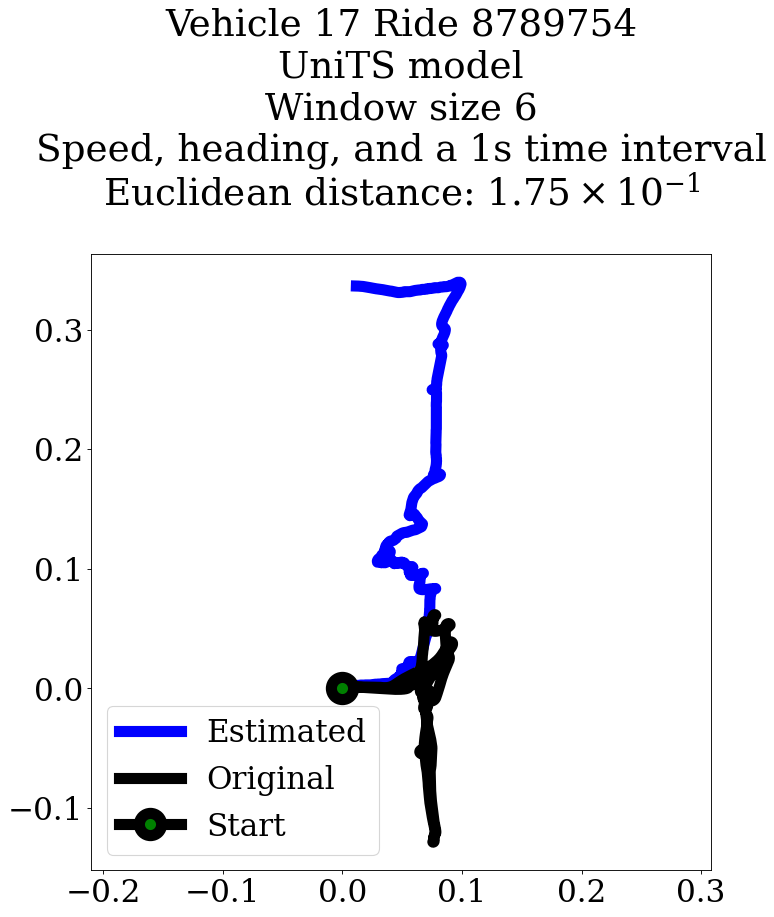 Vehicle 17 Ride 8789754
UniTS model
Window size 6
Speed, heading, and a 1s time interval
Euclidean distance: 1.75 × 10⁻¹
0.3
0.2
0.1
0.0
−0.1
Estimated
Original
Start
−0.2 −0.1 0.0 0.1 0.2 0.3